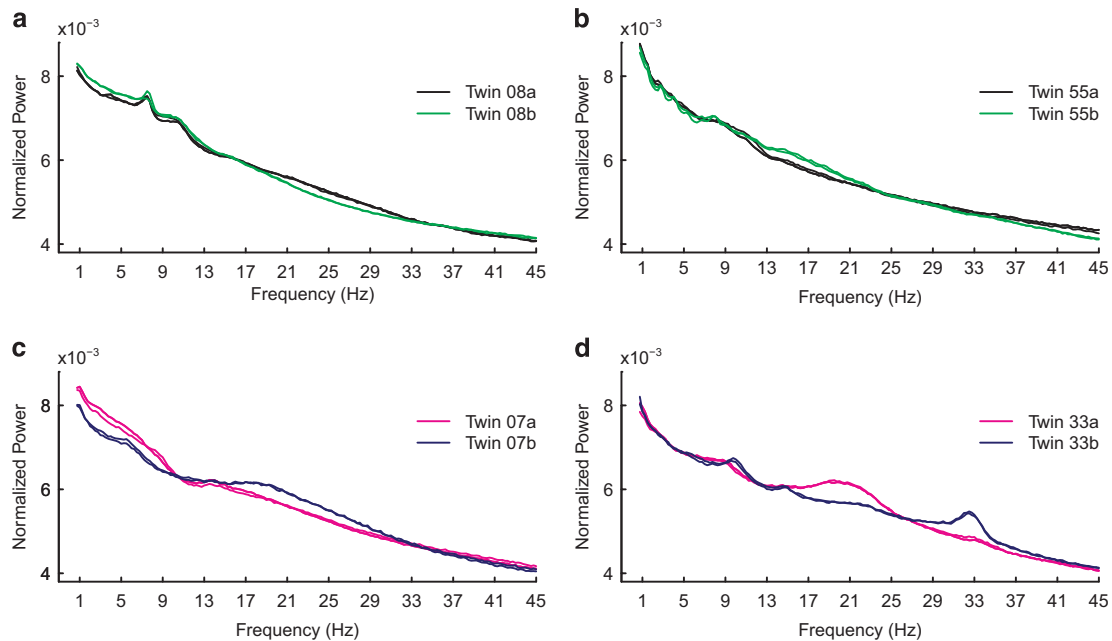 a
x10⁻³
Normalized Power
8
6
4
Twin 08a
Twin 08b
1 5 9 13 17 21 25 29 33 37 41 45
Frequency (Hz)
b
x10⁻³
Normalized Power
8
6
4
Twin 55a
Twin 55b
1 5 9 13 17 21 25 29 33 37 41 45
Frequency (Hz)
c
x10⁻³
Normalized Power
8
6
4
Twin 07a
Twin 07b
1 5 9 13 17 21 25 29 33 37 41 45
Frequency (Hz)
d
x10⁻³
Normalized Power
8
6
4
Twin 33a
Twin 33b
1 5 9 13 17 21 25 29 33 37 41 45
Frequency (Hz)